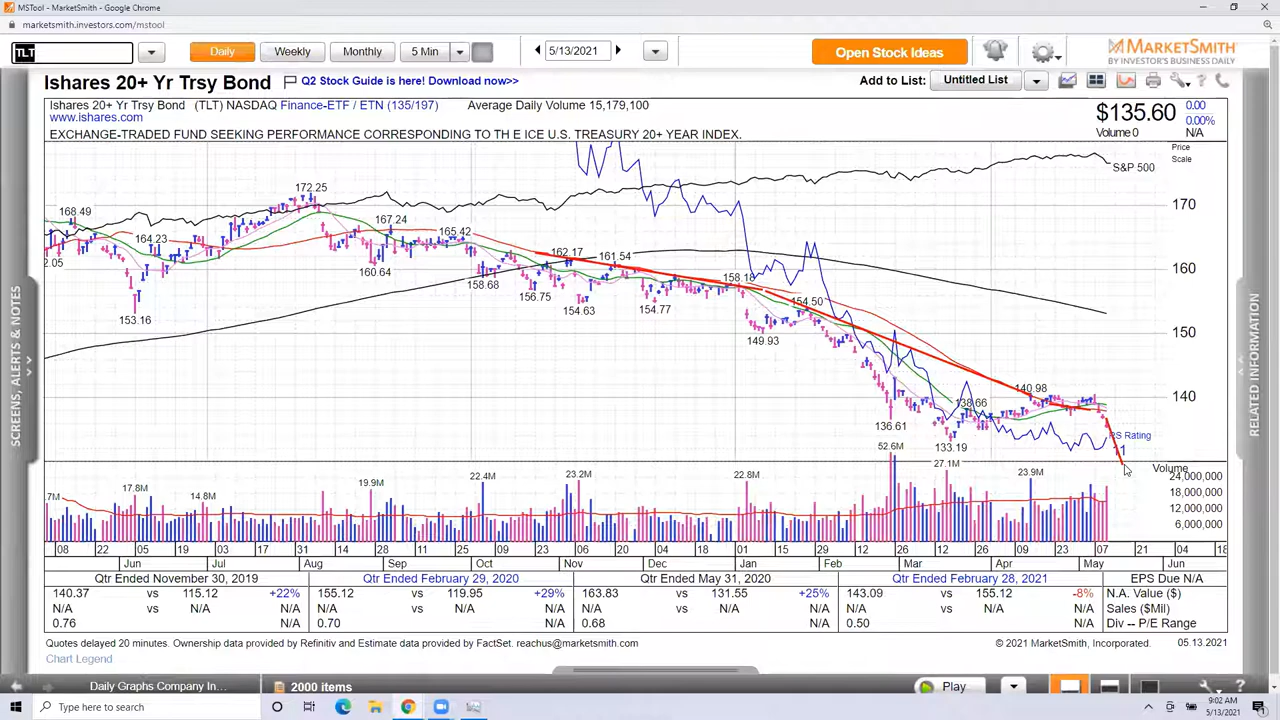 MSTool - MarketSmith - Google Chrome
marketsmith.investors.com/mstool
TLT Daily Weekly Monthly 5 Min 5/13/2021 Open Stock Ideas MARKETSMITH
BY INVESTOR'S BUSINESS DAILY
Ishares 20+ Yr Trsy Bond Q2 Stock Guide is here! Download now>> Add to List: Untitled List
Ishares 20+ Yr Trsy Bond (TLT) NASDAQ Finance-ETF / ETN (135/197) Average Daily Volume 15,179,100 $135.60 0.00
www.ishares.com 0.00%
Volume 0 N/A
EXCHANGE-TRADED FUND SEEKING PERFORMANCE CORRESPONDING TO TH E ICE U.S. TREASURY 20+ YEAR INDEX.
Price
Scale
S&P 500
172.25
168.49 167.24 170
164.23 165.42
2.05 160.64 162.17 161.54 160
158.68 156.75 158.18
153.16 154.63 154.77 154.50
149.93 150
140.98 140
138.66
136.61
133.19 RS Rating
52.6M 27.1M Volume
.7M 17.8M 14.8M 19.9M 22.4M 23.2M 22.8M 23.9M 24,000,000
18,000,000
12,000,000
6,000,000
08 22 05 19 03 17 31 14 28 11 25 09 23 06 20 04 18 01 15 29 12 26 12 26 09 23 07 21 04 18
Jun Jul Aug Sep Oct Nov Dec Jan Feb Mar Apr May Jun
Qtr Ended November 30, 2019 Qtr Ended February 29, 2020 Qtr Ended May 31, 2020 Qtr Ended February 28, 2021 EPS Due N/A
140.37 vs 115.12 +22% 155.12 vs 119.95 +29% 163.83 vs 131.55 +25% 143.09 vs 155.12 -8% N.A. Value ($)
N/A vs N/A N/A N/A vs N/A N/A N/A vs N/A N/A N/A vs N/A N/A Sales ($Mil)
0.76 N/A 0.70 N/A 0.68 N/A 0.50 N/A Div -- P/E Range
Quotes delayed 20 minutes. Ownership data provided by Refinitiv and Estimate data provided by FactSet. reachus@marketsmith.com © 2021 MarketSmith, Incorporated. 05.13.2021
Chart Legend
SCREENS, ALERTS & NOTES
RELATED INFORMATION
Daily Graphs Company In... 2000 items Play
Type here to search 9:02 AM
5/13/2021